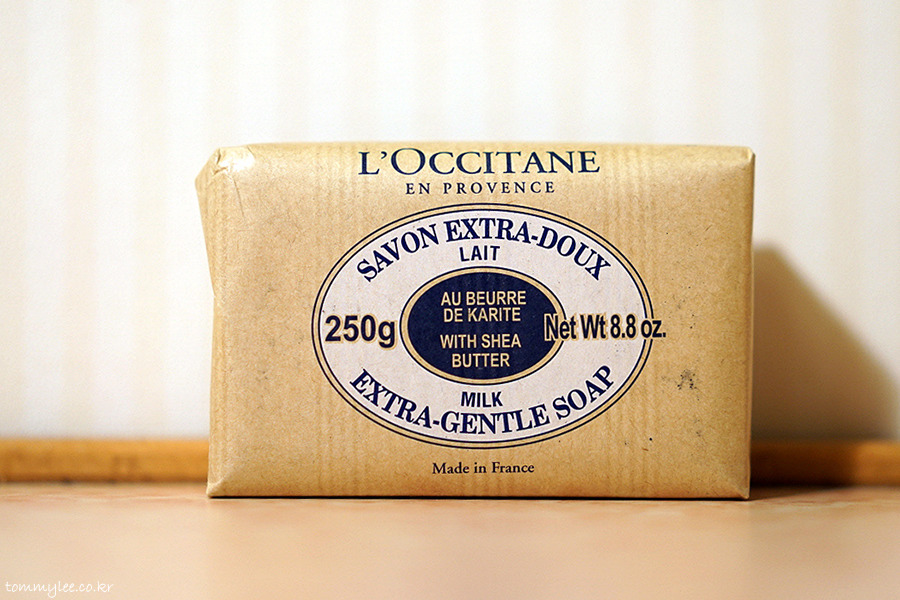 L'OCCITANE
EN PROVENCE
SAVON EXTRA-DOUX
LAIT
AU BEURRE
DE KARITE
250g
Net Wt 8.8 oz.
WITH SHEA
BUTTER
MILK
EXTRA-GENTLE SOAP
Made in France
tommylee.co.kr